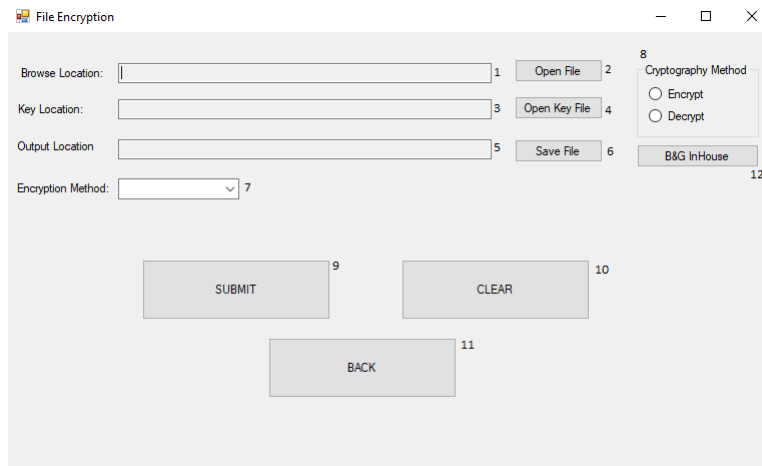 File Encryption
8
Browse Location: 1 Open File 2 Cryptography Method
Encrypt
Key Location: 3 Open Key File 4 Decrypt
Output Location 5 Save File 6 B&G InHouse
12
Encryption Method: 7
9
SUBMIT CLEAR 10
11
BACK